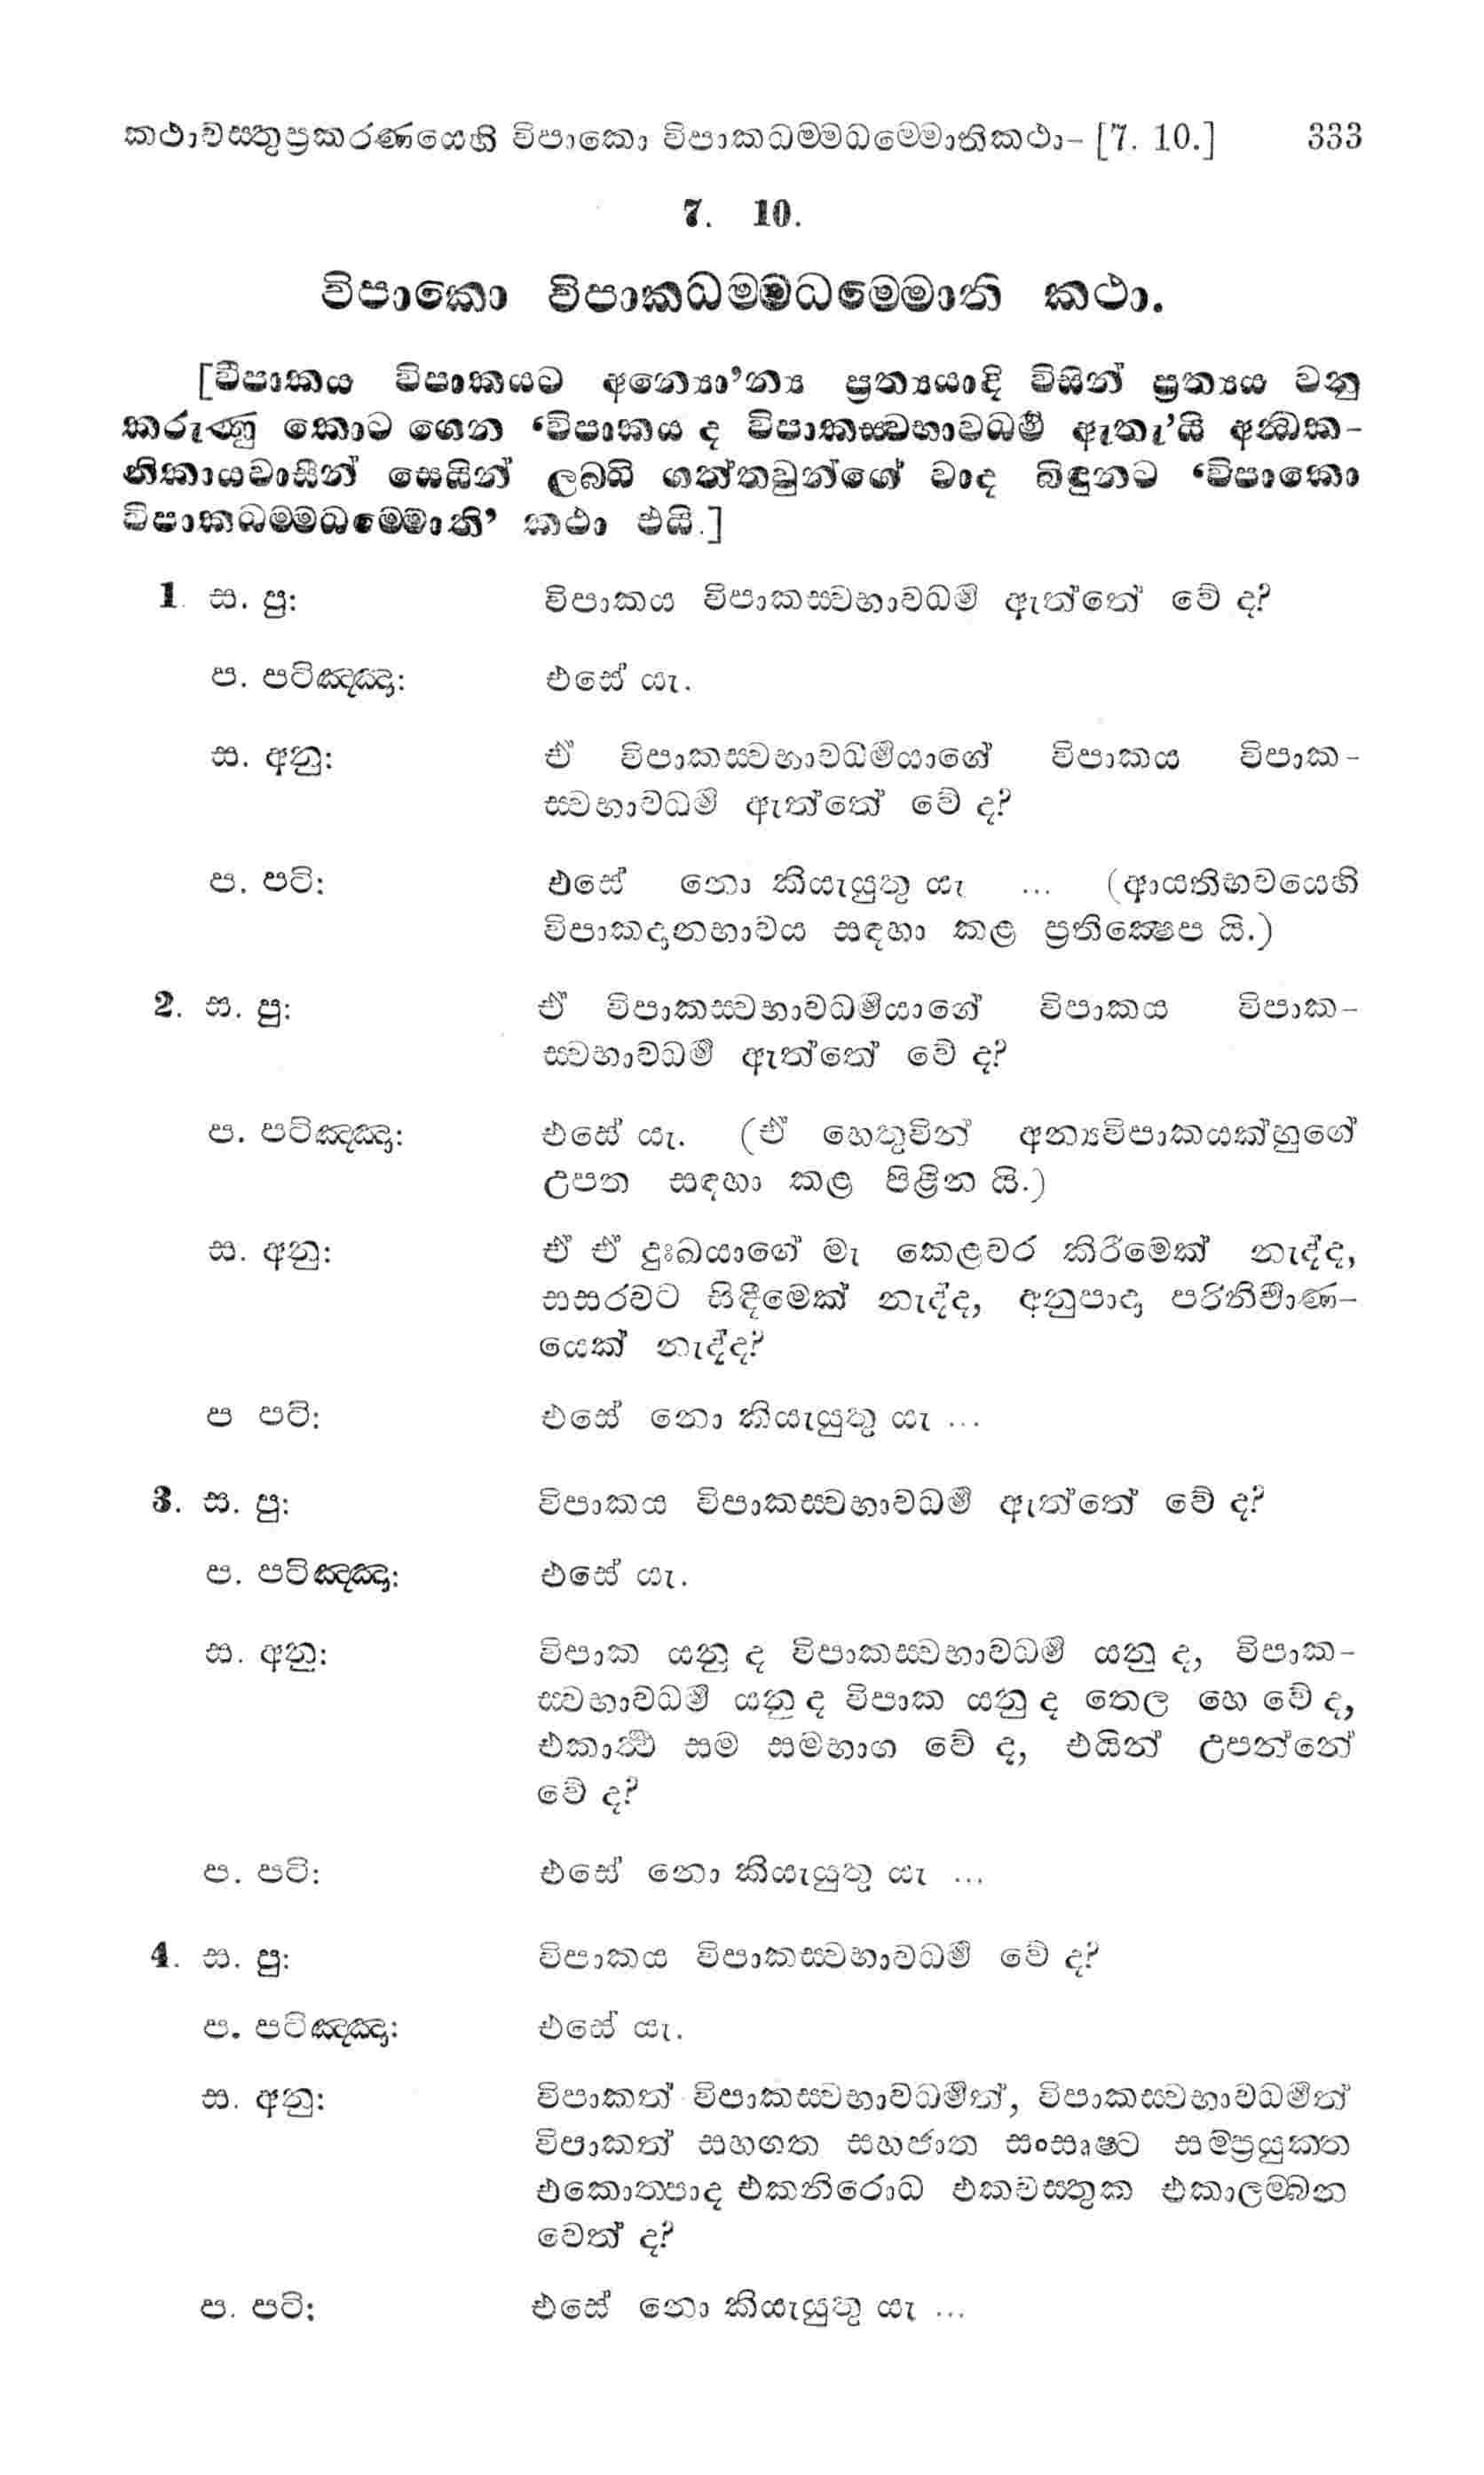 කථාවස්තුප්‍රකරණයෙහි විපාකො විපාකධම්මධම්මොතිකථා- [7. 10.] 333
7. 10.
විපාකො විපාකධම්මධම්මොති කථා.
[විපාකය විපාකයට අන්‍යො’න්‍ය ප්‍රත්‍යයාදි විසින් ප්‍රත්‍යය වනු
කරුණු කොට ගෙන ‘විපාකය ද විපාකස්වභාවධර්ම ඇතැ’යි අන්ධක-
නිකායවාසීන් සෙසින් ලබ්ධි ගත්තවුන්ගේ වාද බිඳුනට ‘විපාකො
විපාකධම්මධම්මොති’ කථා එයි.]
1. ස. පු: විපාකය විපාකස්වභාවධර්ම ඇත්තේ වේ ද?
ප. පටිඤ්ඤා: එසේ යැ.
ස. අනු: ඒ විපාකස්වභාවධර්මයාගේ විපාකය විපාක-
ස්වභාවධර්ම ඇත්තේ වේ ද?
ප. පටි: එසේ නො කියැයුතු යැ ... (ආයතිභවයෙහි
විපාකදානභාවය සඳහා කළ ප්‍රතික්‍ෂෙප යි.)
2. ස. පු: ඒ විපාකස්වභාවධර්මයාගේ විපාකය විපාක-
ස්වභාවධර්ම ඇත්තේ වේ ද?
ප. පටිඤ්ඤා: එසේ යැ. (ඒ හෙතුවින් අන්‍යවිපාකයක්හුගේ
උපත සඳහා කළ පිළින යි.)
ස. අනු: ඒ ඒ දුඃඛයාගේ මැ කෙළවර කිරීමෙක් නැද්ද,
සසරවට සිඳීමෙක් නැද්ද, අනුපාදා පරිනිර්වාණ-
යෙක් නැද්ද?
ප පටි: එසේ නො කියැයුතු යැ ...
3. ස. පු: විපාකය විපාකස්වභාවධර්ම ඇත්තේ වේ ද?
ප. පටිඤ්ඤා: එසේ යැ.
ස. අනු: විපාක යනු ද විපාකස්වභාවධර්ම යනු ද, විපාක-
ස්වභාවධර්ම යනු ද විපාක යනු ද තෙල හෙ වේ ද,
එකාර්ථ සම සමභාග වේ ද, එයින් උපන්නේ
වේ ද?
ප. පටි: එසේ නො කියැයුතු යැ ...
4. ස. පු: විපාකය විපාකස්වභාවධර්ම වේ ද?
ප. පටිඤ්ඤා: එසේ යැ.
ස. අනු: විපාකත් විපාකස්වභාවධර්මත්, විපාකස්වභාවධර්මත්
විපාකත් සහගත සහජාත සංසෘෂ්ට සම්ප්‍රයුක්ත
එකොත්පාද එකනිරොධ එකවස්තුක එකාලම්බන
වෙත් ද?
ප. පටි: එසේ නො කියැයුතු යැ ...